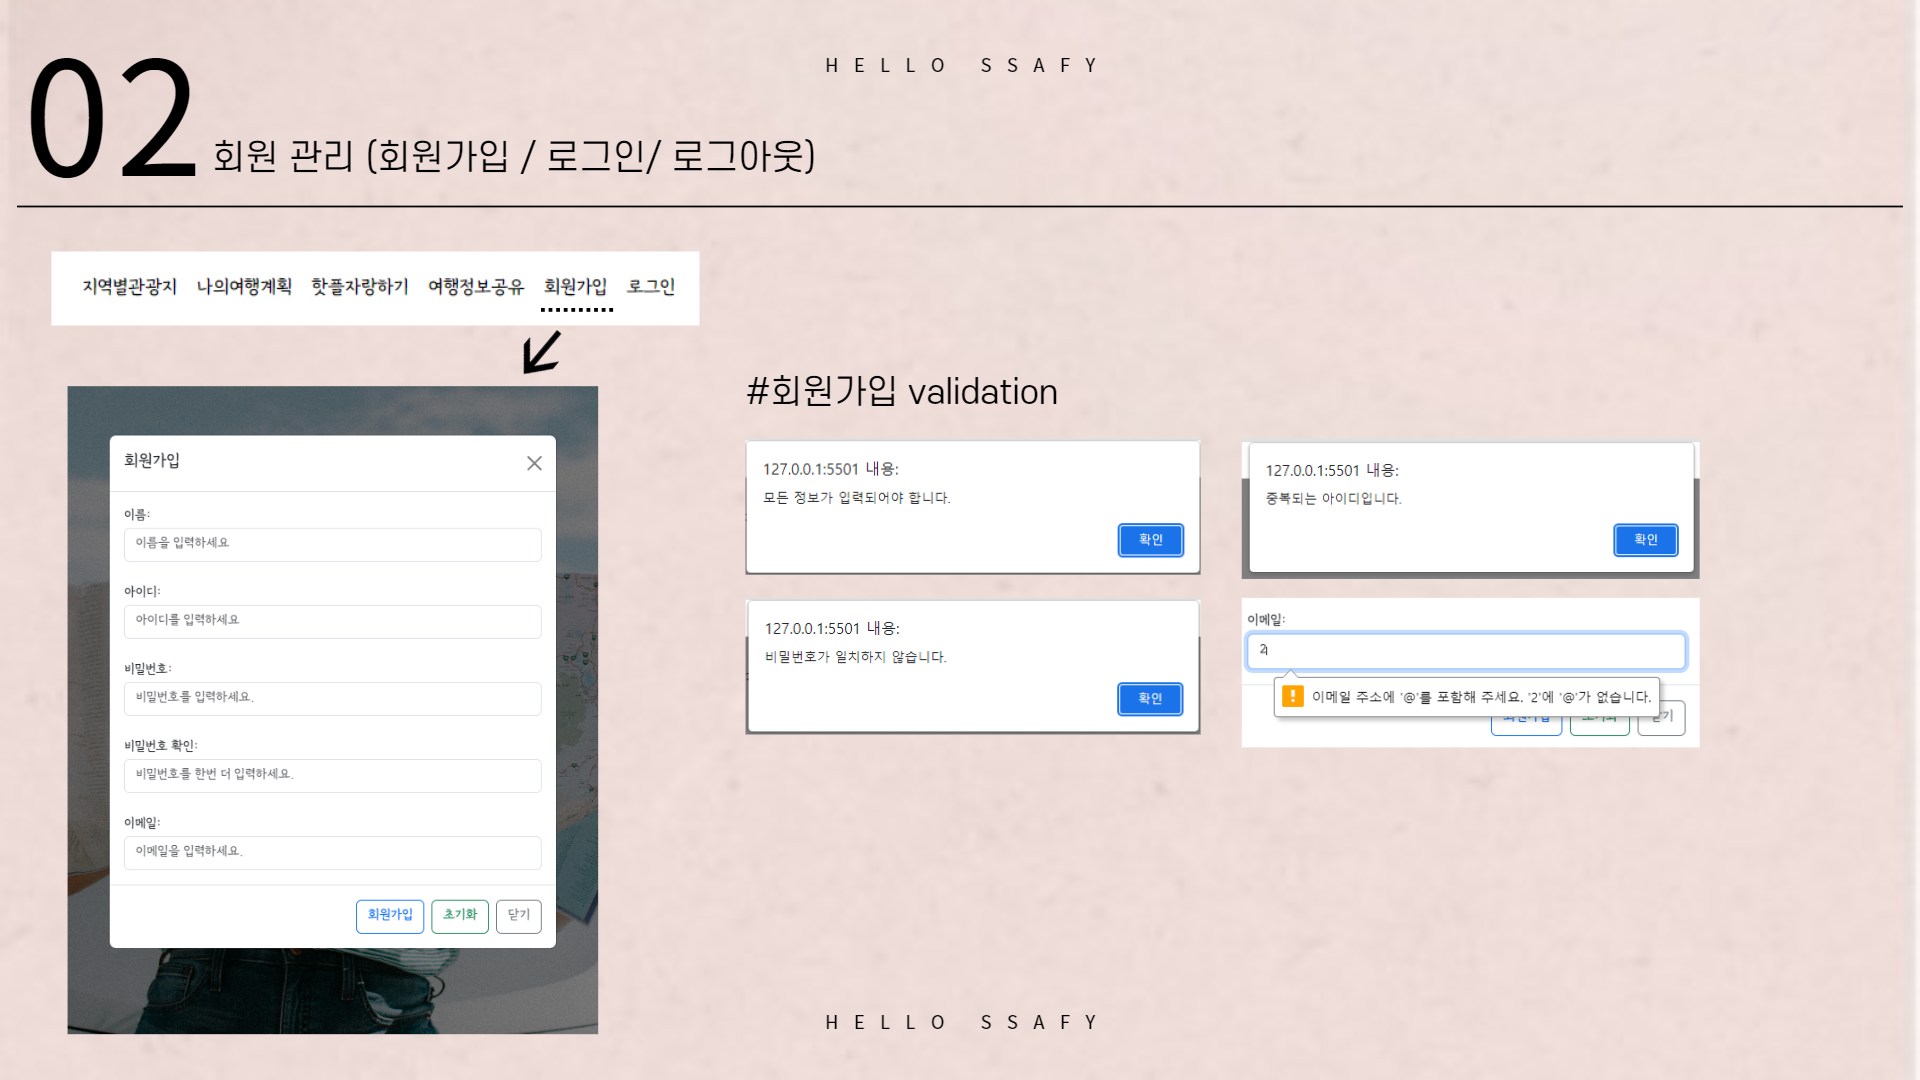 HELLO SSAFY
02 회원 관리 (회원가입 / 로그인/ 로그아웃)
지역별관광지 나의여행계획 핫플자랑하기 여행정보공유 회원가입 로그인
회원가입
이름:
이름을 입력하세요
아이디:
아이디를 입력하세요
비밀번호:
비밀번호를 입력하세요.
비밀번호 확인:
비밀번호를 한번 더 입력하세요.
이메일:
이메일을 입력하세요.
회원가입 초기화 닫기
#회원가입 validation
127.0.0.1:5501 내용:
모든 정보가 입력되어야 합니다.
확인
127.0.0.1:5501 내용:
중복되는 아이디입니다.
확인
127.0.0.1:5501 내용:
비밀번호가 일치하지 않습니다.
확인
이메일:
2
이메일 주소에 '@'를 포함해 주세요. '2'에 '@'가 없습니다.
회원가입 초기화 닫기
HELLO SSAFY